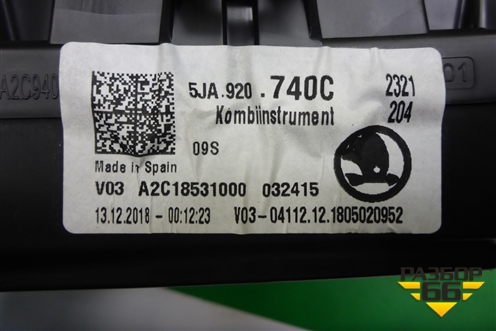 5JA.920.740C 2321
Kombiinstrument 204
09S
Made in Spain
V03 A2C18531000 032415
13.12.2018 - 00:12:23 V03-04112.12.1805020952
A2C940
01
РАЗБОР
66